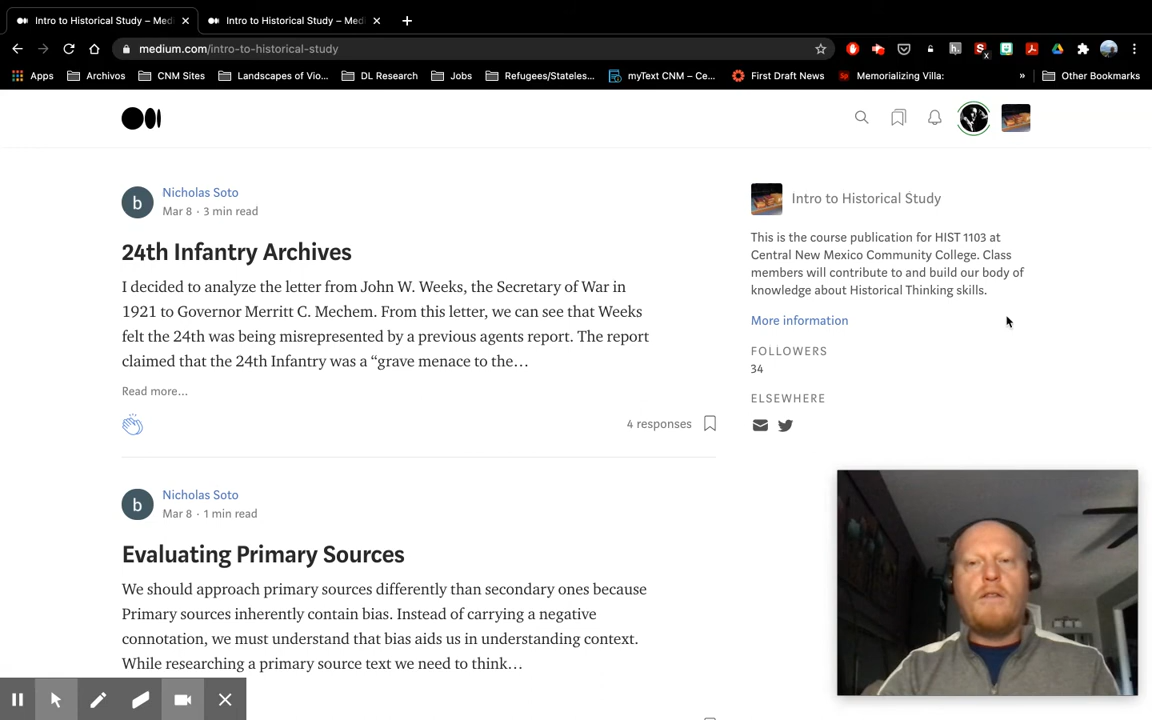 Intro to Historical Study – Med
Intro to Historical Study – Med
medium.com/intro-to-historical-study
Apps
Archivos
CNM Sites
Landscapes of Vio...
DL Research
Jobs
Refugees/Stateles...
myText CNM – Ce...
First Draft News
Sp
Memorializing Villa:
»
Other Bookmarks
b
Nicholas Soto
Mar 8 · 3 min read
24th Infantry Archives
I decided to analyze the letter from John W. Weeks, the Secretary of War in
1921 to Governor Merritt C. Mechem. From this letter, we can see that Weeks
felt the 24th was being misrepresented by a previous agents report. The report
claimed that the 24th Infantry was a “grave menace to the…
Read more...
4 responses
b
Nicholas Soto
Mar 8 · 1 min read
Evaluating Primary Sources
We should approach primary sources differently than secondary ones because
Primary sources inherently contain bias. Instead of carrying a negative
connotation, we must understand that bias aids us in understanding context.
While researching a primary source text we need to think…
Intro to Historical Study
This is the course publication for HIST 1103 at
Central New Mexico Community College. Class
members will contribute to and build our body of
knowledge about Historical Thinking skills.
More information
FOLLOWERS
34
ELSEWHERE